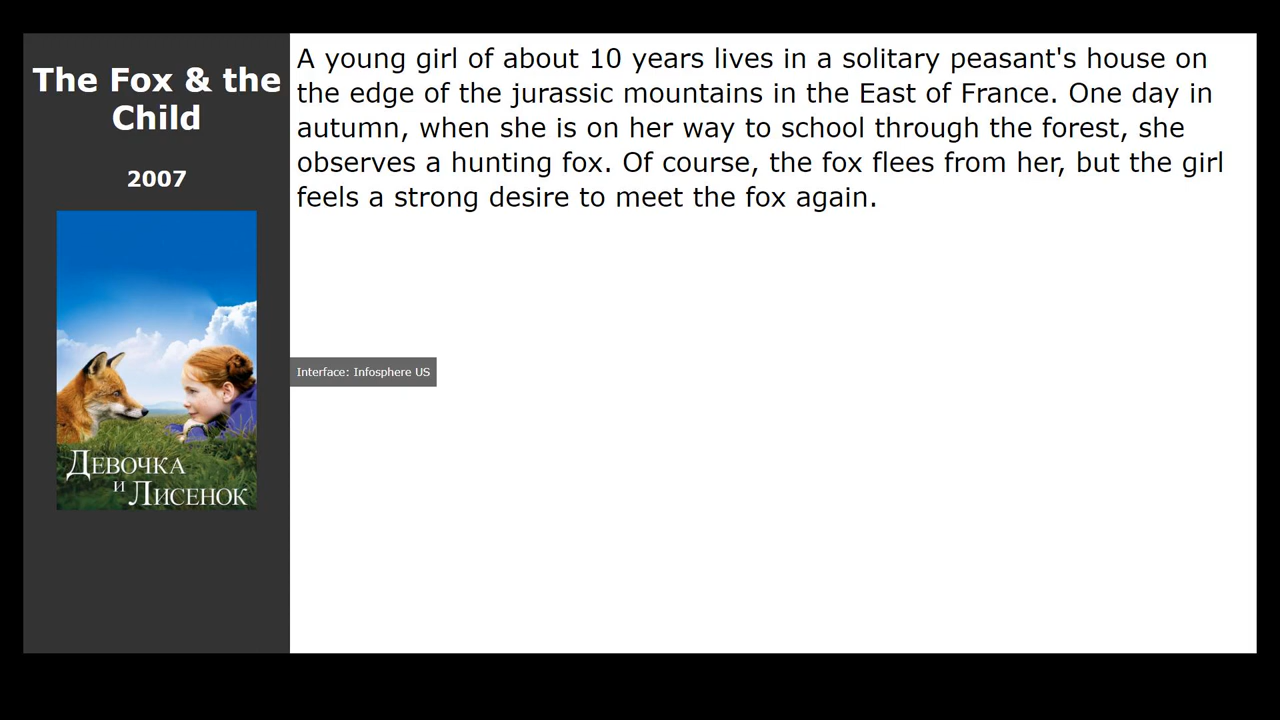 The Fox & the
Child
2007
ДЕВОЧКА
И ЛИСЕНОК
A young girl of about 10 years lives in a solitary peasant's house on
the edge of the jurassic mountains in the East of France. One day in
autumn, when she is on her way to school through the forest, she
observes a hunting fox. Of course, the fox flees from her, but the girl
feels a strong desire to meet the fox again.
Interface: Infosphere US